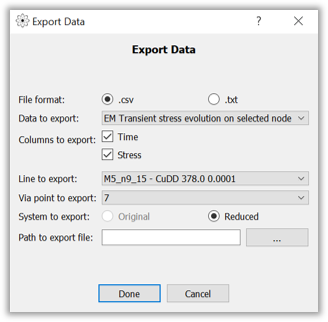 Export Data
Export Data
File format: .csv .txt
Data to export: EM Transient stress evolution on selected node
Columns to export: Time
Stress
Line to export: M5_n9_15 - CuDD 378.0 0.0001
Via point to export: 7
System to export: Original Reduced
Path to export file: ...
Done Cancel